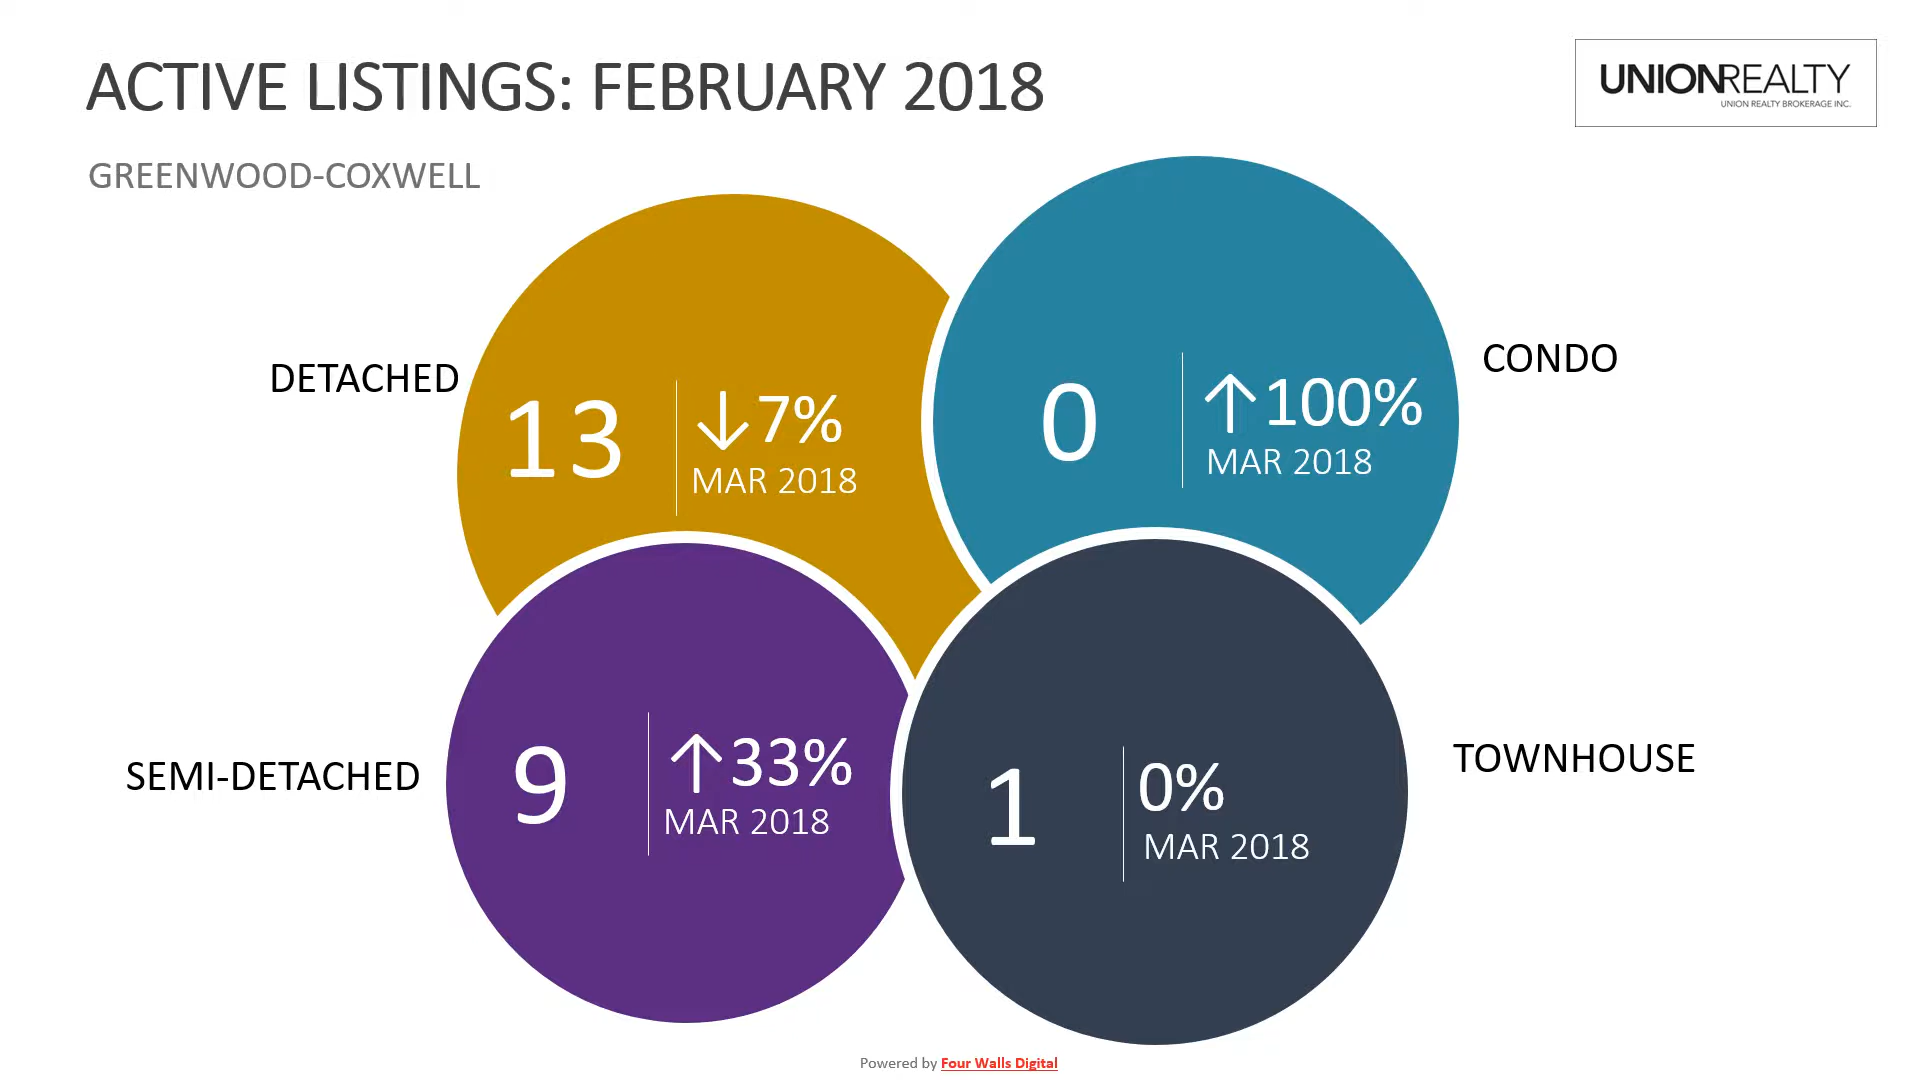 ACTIVE LISTINGS: FEBRUARY 2018
UNIONREALTY
UNION REALTY BROKERAGE INC.
GREENWOOD-COXWELL
DETACHED
13
↓7%
MAR 2018
CONDO
0
↑100%
MAR 2018
SEMI-DETACHED
9
↑33%
MAR 2018
TOWNHOUSE
1
0%
MAR 2018
Powered by Four Walls Digital